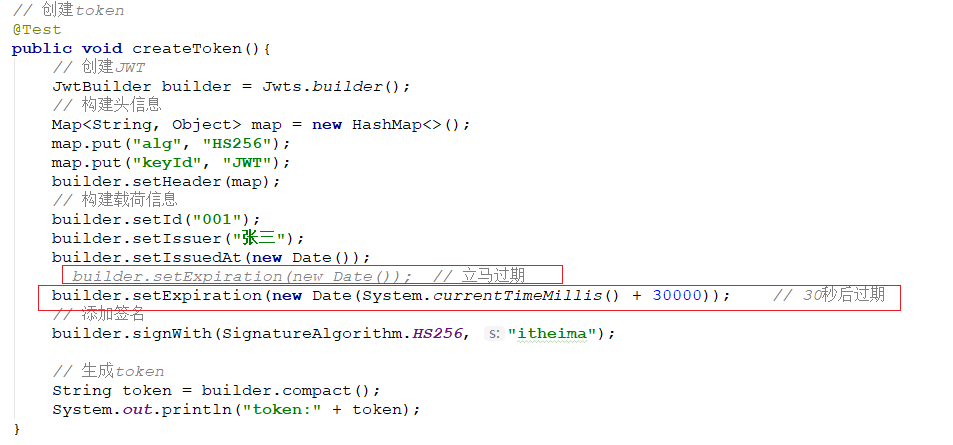 // 创建token
@Test
public void createToken(){
// 创建JWT
JwtBuilder builder = Jwts.builder();
// 构建头信息
Map<String, Object> map = new HashMap<>();
map.put("alg", "HS256");
map.put("keyId", "JWT");
builder.setHeader(map);
// 构建载荷信息
builder.setId("001");
builder.setIssuer("张三");
builder.setIssuedAt(new Date());
builder.setExpiration(new Date()); // 立马过期
builder.setExpiration(new Date(System.currentTimeMillis() + 30000)); // 30秒后过期
// 添加签名
builder.signWith(SignatureAlgorithm.HS256, s: "itheima");
// 生成token
String token = builder.compact();
System.out.println("token:" + token);
}